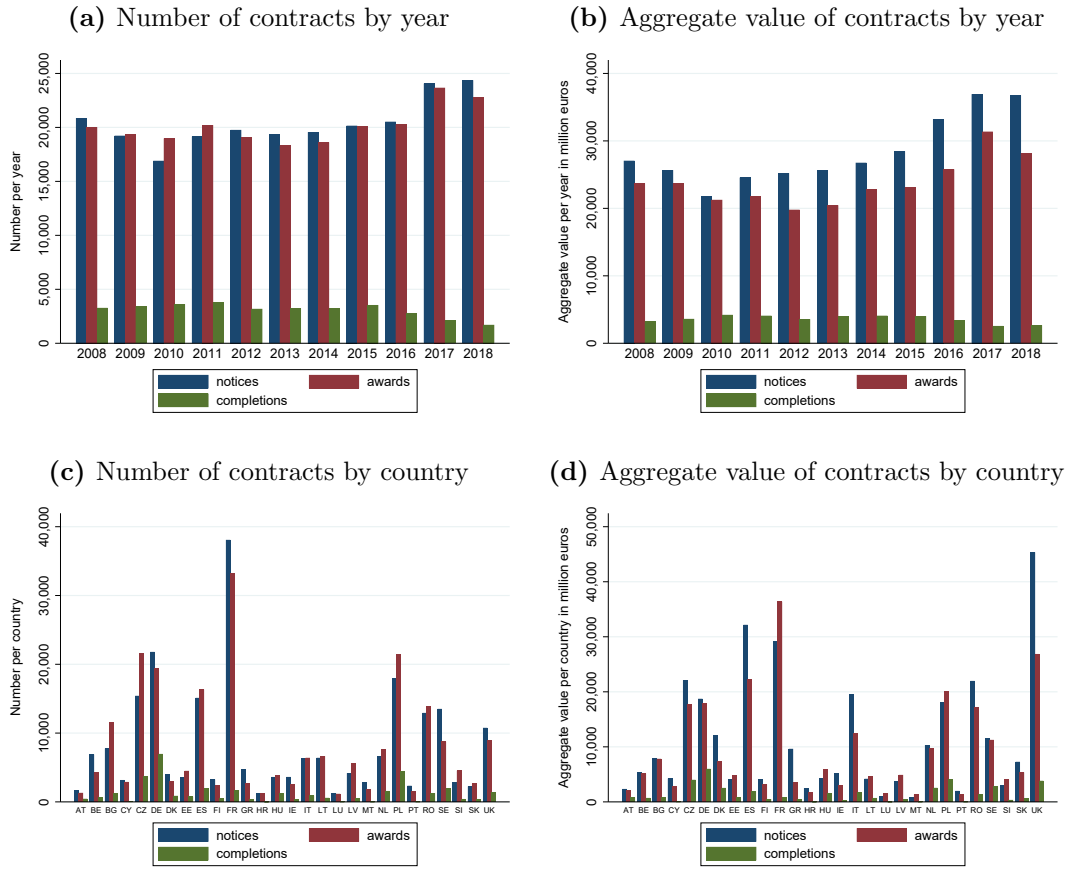 (a) Number of contracts by year
Number per year
25,000
20,000
15,000
10,000
5,000
0
2008 2009 2010 2011 2012 2013 2014 2015 2016 2017 2018
notices awards
completions
(b) Aggregate value of contracts by year
Aggregate value per year in million euros
40,000
30,000
20,000
10,000
0
2008 2009 2010 2011 2012 2013 2014 2015 2016 2017 2018
notices awards
completions
(c) Number of contracts by country
Number per country
40,000
30,000
20,000
10,000
0
AT BE BG CY CZ DE DK EE ES FI FR GR HR HU IE IT LT LU LV MT NL PL PT RO SE SI SK UK
notices awards
completions
(d) Aggregate value of contracts by country
Aggregate value per country in million euros
50,000
40,000
30,000
20,000
10,000
0
AT BE BG CY CZ DE DK EE ES FI FR GR HR HU IE IT LT LU LV MT NL PL PT RO SE SI SK UK
notices awards
completions